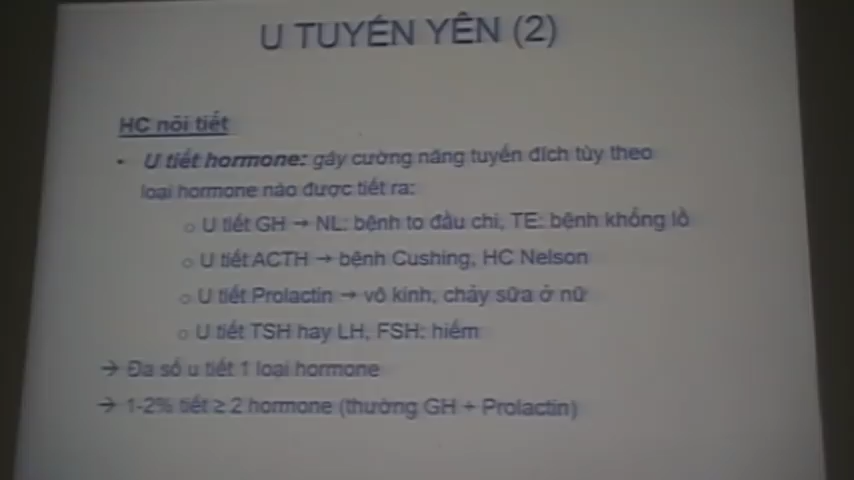 U TUYẾN YÊN (2)
HC nội tiết
• U tiết hormone: gây cường năng tuyến đích tùy theo
loại hormone nào được tiết ra:
○ U tiết GH → NL: bệnh to đầu chi, TE: bệnh khổng lồ
○ U tiết ACTH → bệnh Cushing, HC Nelson
○ U tiết Prolactin → vô kinh, chảy sữa ở nữ
○ U tiết TSH hay LH, FSH: hiếm
→ Đa số u tiết 1 loại hormone
→ 1-2% tiết ≥ 2 hormone (thường GH + Prolactin)